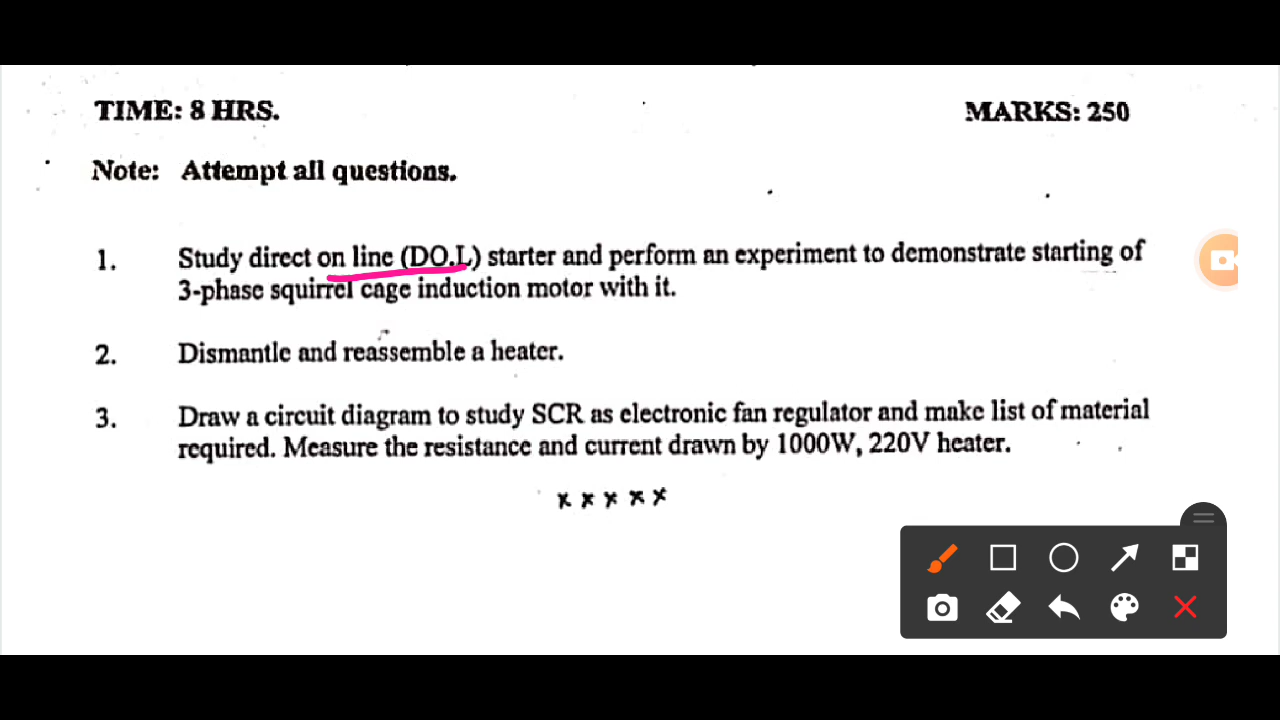 TIME: 8 HRS. MARKS: 250
Note: Attempt all questions.
1. Study direct on line (DO.L) starter and perform an experiment to demonstrate starting of
3-phase squirrel cage induction motor with it.
2. Dismantle and reassemble a heater.
3. Draw a circuit diagram to study SCR as electronic fan regulator and make list of material
required. Measure the resistance and current drawn by 1000W, 220V heater.
x x x x x